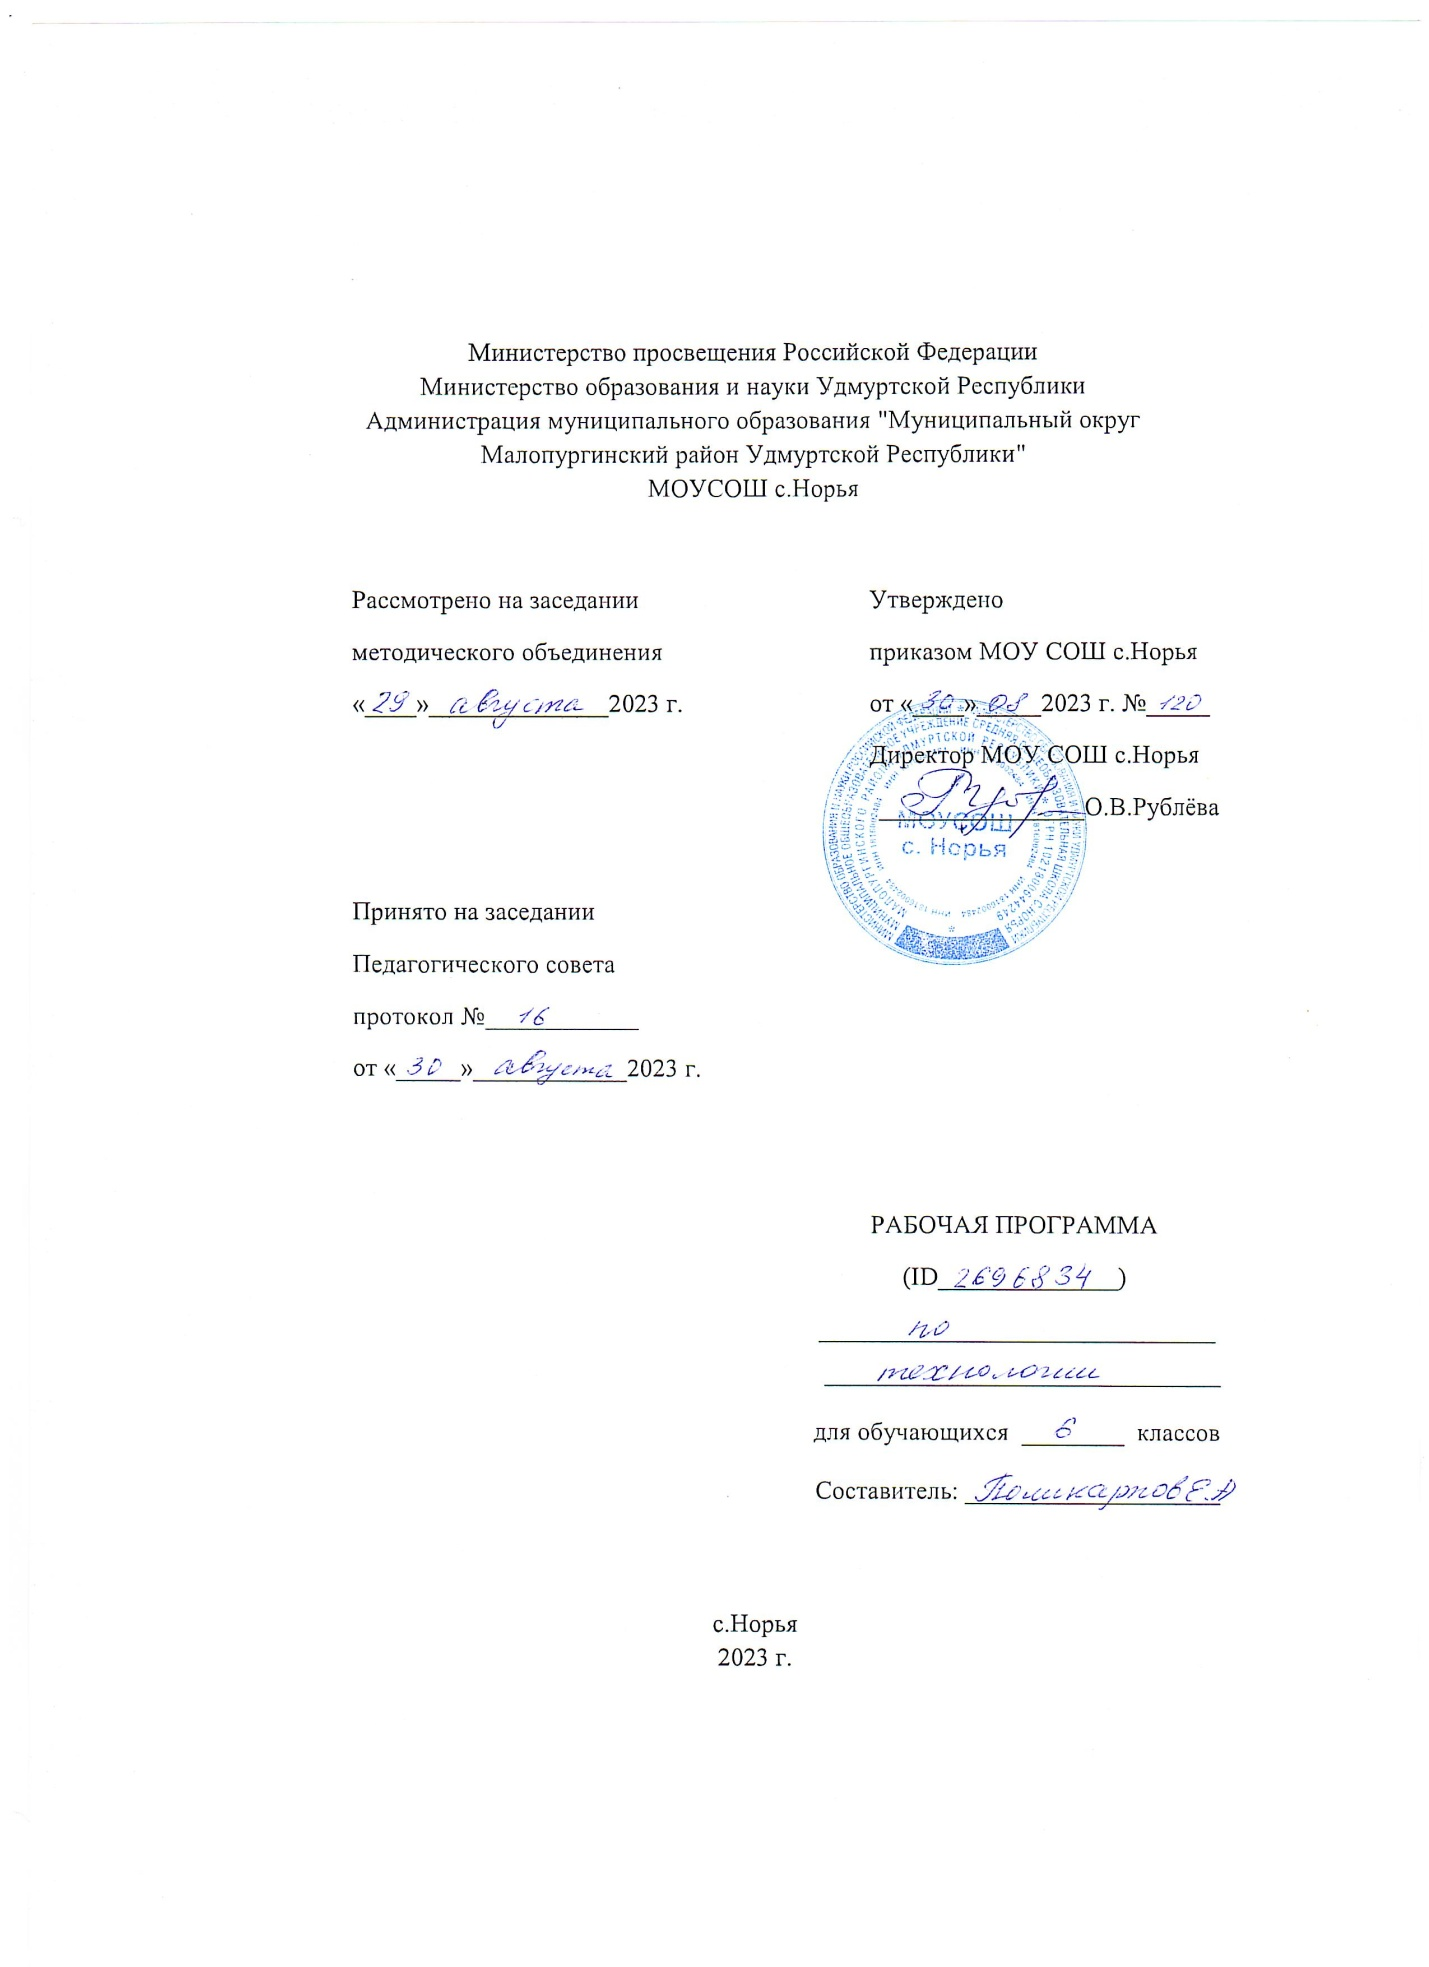 Министерство просвещения Российской Федерации
Министерство образования и науки Удмуртской Республики
Администрация муниципального образования "Муниципальный округ
Малопургинский район Удмуртской Республики"
МОУСОШ с.Норья
Рассмотрено на заседании
методического объединения
«29» августа 2023 г.
Утверждено
приказом МОУ СОШ с.Норья
от «30» 08 2023 г. № 120
Директор МОУ СОШ с.Норья
О.В.Рублёва
МОУСОШ
с. Норья
Принято на заседании
Педагогического совета
протокол № 16
от «30» августа 2023 г.
РАБОЧАЯ ПРОГРАММА
(ID 2696834)
по
технологии
для обучающихся 6 классов
Составитель: Поликарпов Е.А
с.Норья
2023 г.